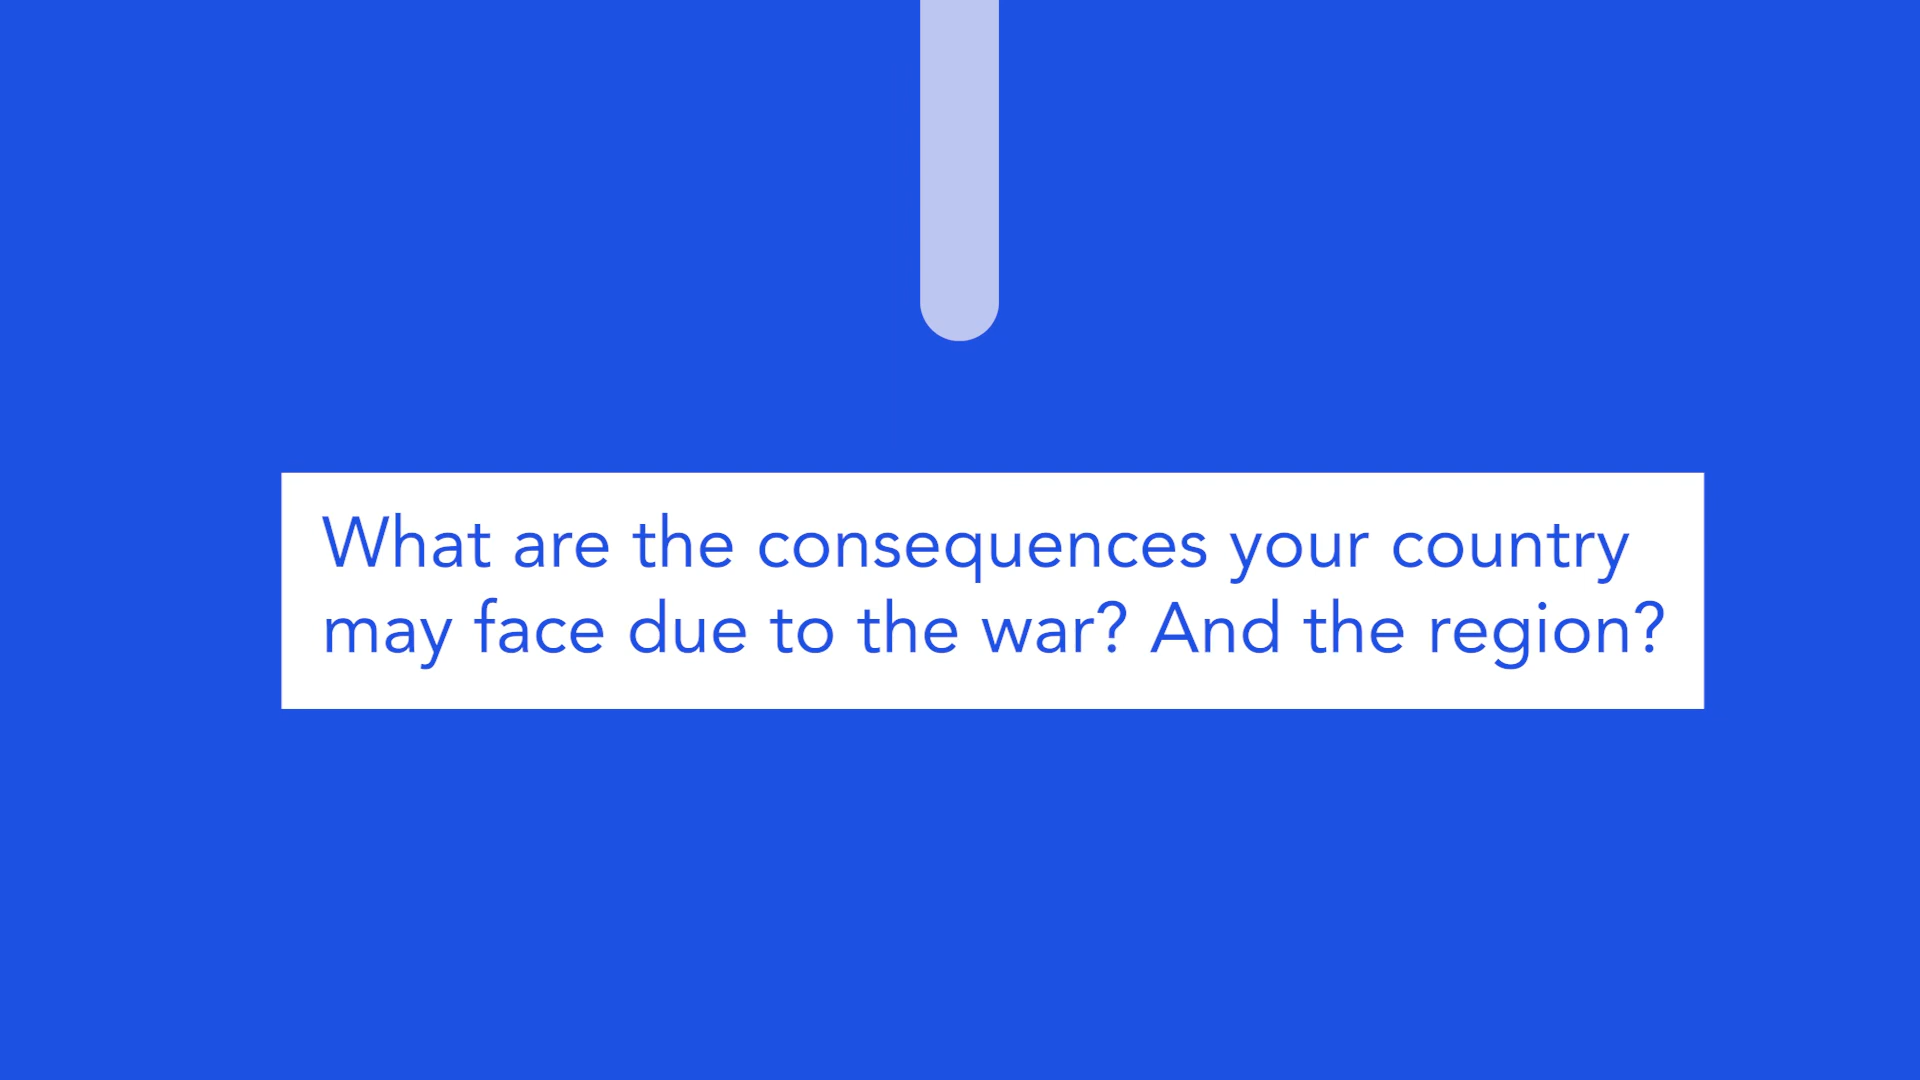 What are the consequences your country
may face due to the war? And the region?